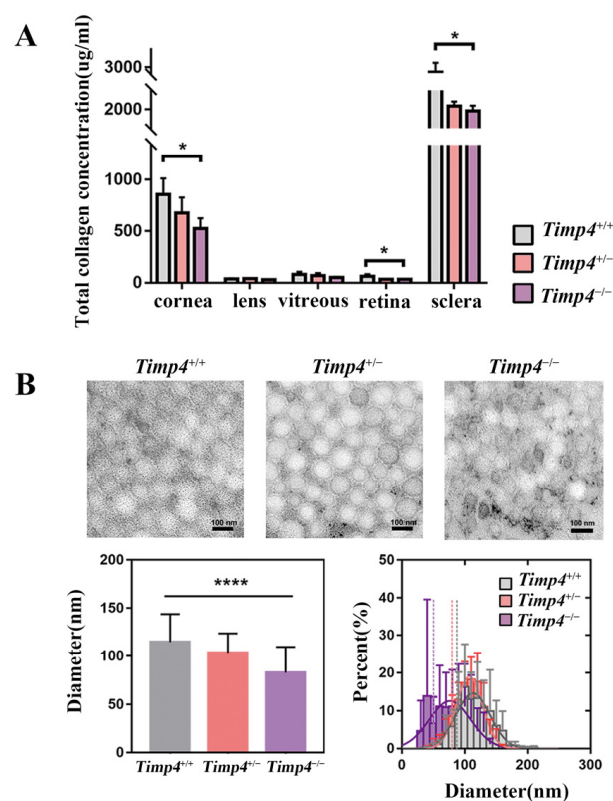 A
Total collagen concentration(ug/ml)
3000
2000
1000
500
0
*
*
*
cornea lens vitreous retina sclera
Timp4+/+
Timp4+/−
Timp4−/−
B
Timp4+/+ Timp4+/− Timp4−/−
100 nm 100 nm 100 nm
Diameter(nm)
200
150
100
50
0
****
Timp4+/+ Timp4+/− Timp4−/−
Percent(%)
50
40
30
20
10
0
Timp4+/+
Timp4+/−
Timp4−/−
0 100 200 300
Diameter(nm)